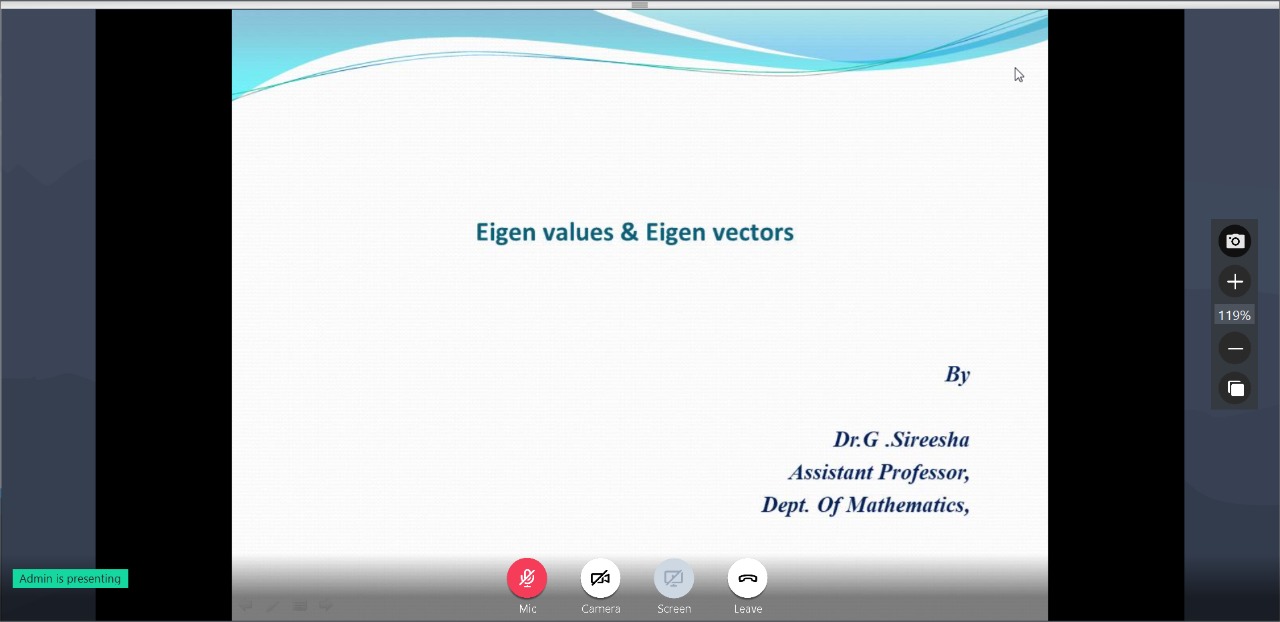 Eigen values & Eigen vectors
119%
By
Dr.G .Sireesha
Assistant Professor,
Dept. Of Mathematics,
Admin is presenting
Mic
Camera
Screen
Leave